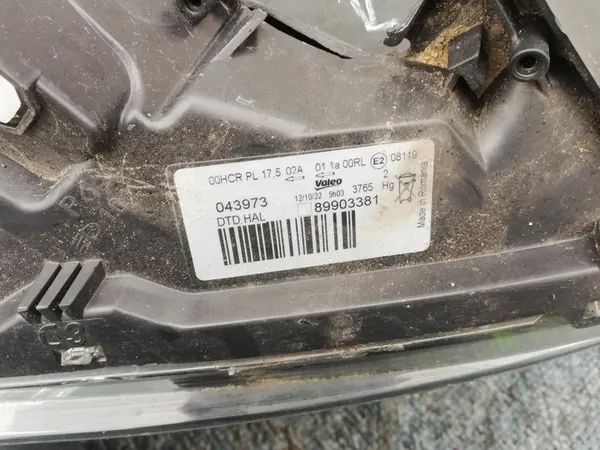 00HCR PL 17,5 02A 01 1a 00RL E2 08119
Valeo
2
043973 12/10/22 9h03 3765 Hg
DTD HAL 89903381
Made in Romania